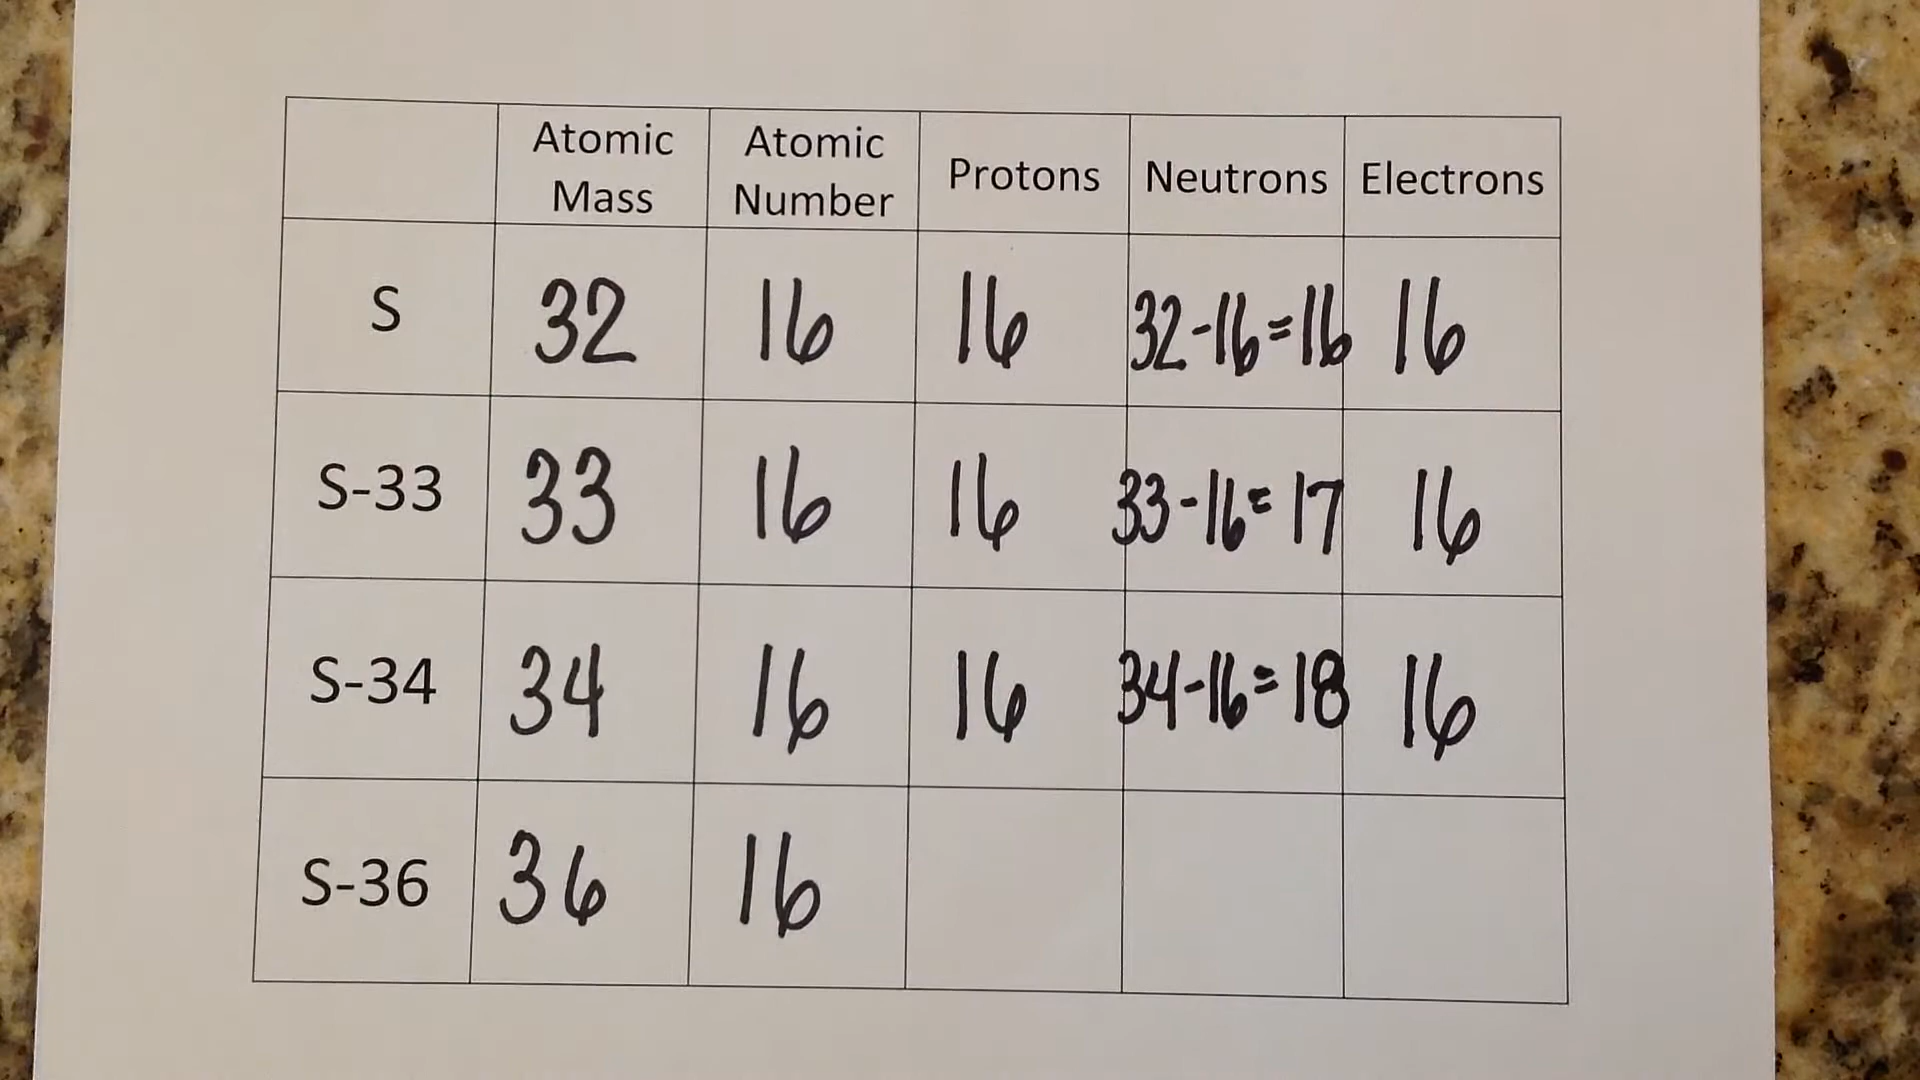 Atomic Mass Atomic Number Protons Neutrons Electrons
S 32 16 16 32-16=16 16
S-33 33 16 16 33-16=17 16
S-34 34 16 16 34-16=18 16
S-36 36 16